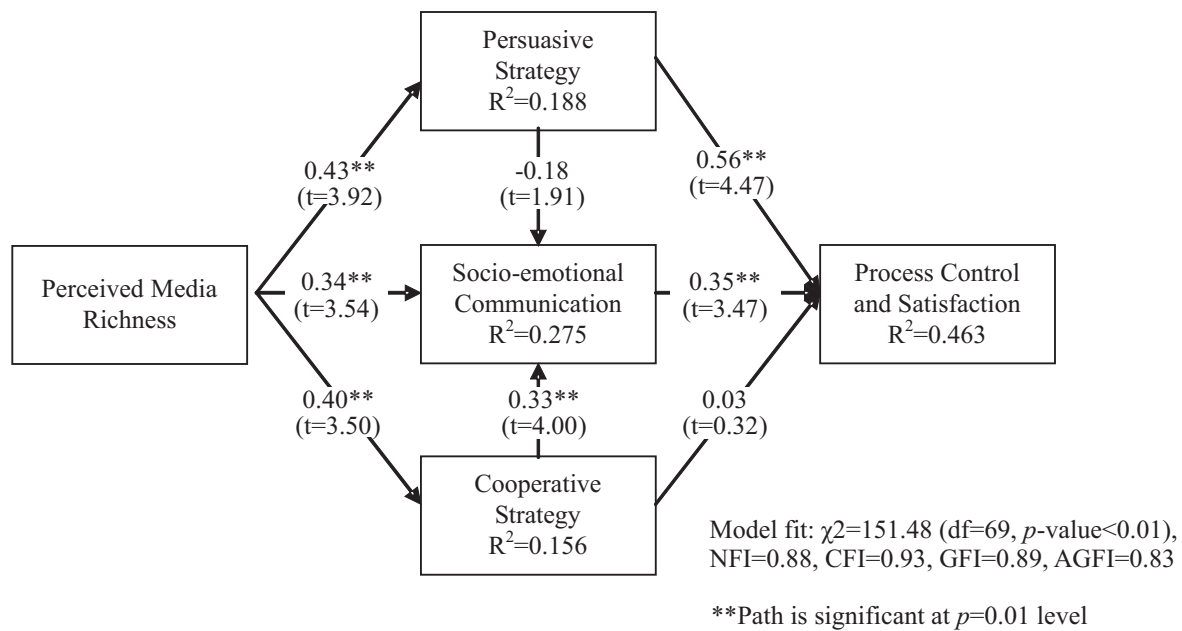 Persuasive
Strategy
R²=0.188
0.43**
(t=3.92)
-0.18
(t=1.91)
0.56**
(t=4.47)
Perceived Media
Richness
0.34**
(t=3.54)
Socio-emotional
Communication
R²=0.275
0.35**
(t=3.47)
Process Control
and Satisfaction
R²=0.463
0.40**
(t=3.50)
0.33**
(t=4.00)
0.03
(t=0.32)
Cooperative
Strategy
R²=0.156
Model fit: χ2=151.48 (df=69, p-value<0.01),
NFI=0.88, CFI=0.93, GFI=0.89, AGFI=0.83
**Path is significant at p=0.01 level